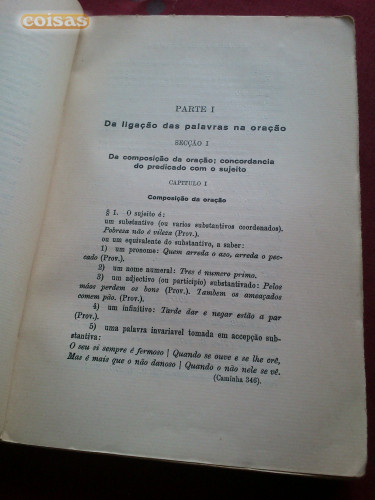 coisas
PARTE I
Da ligação das palavras na oração
SECÇÃO I
Da composição da oração; concordancia
do predicado com o sujeito
CAPITULO I
Composição da oração
§ 1. O sujeito é:
um substantivo (ou varios substantivos coordenados).
Pobreza não é vileza (Prov.).
ou um equivalente do substantivo, a saber:
1) um pronome: Quem arreda o azo, arreda o pec-
cado (Prov.).
2) um nome numeral: Tres é numero primo.
3) um adjectivo (ou participio) substantivado: Pelos
máos perdem os bons (Prov.). Tambem os ameaçados
comem pão. (Prov.).
4) um infinitivo: Tarde dar e negar estão a par
(Prov.).
5) uma palavra invariavel tomada em accepção sub-
stantiva:
O seu si sempre é fermoso | Quando se ouve e se lhe crê,
Mas é mais que o não danoso | Quando o não nele se vê.
(Caminha 346).